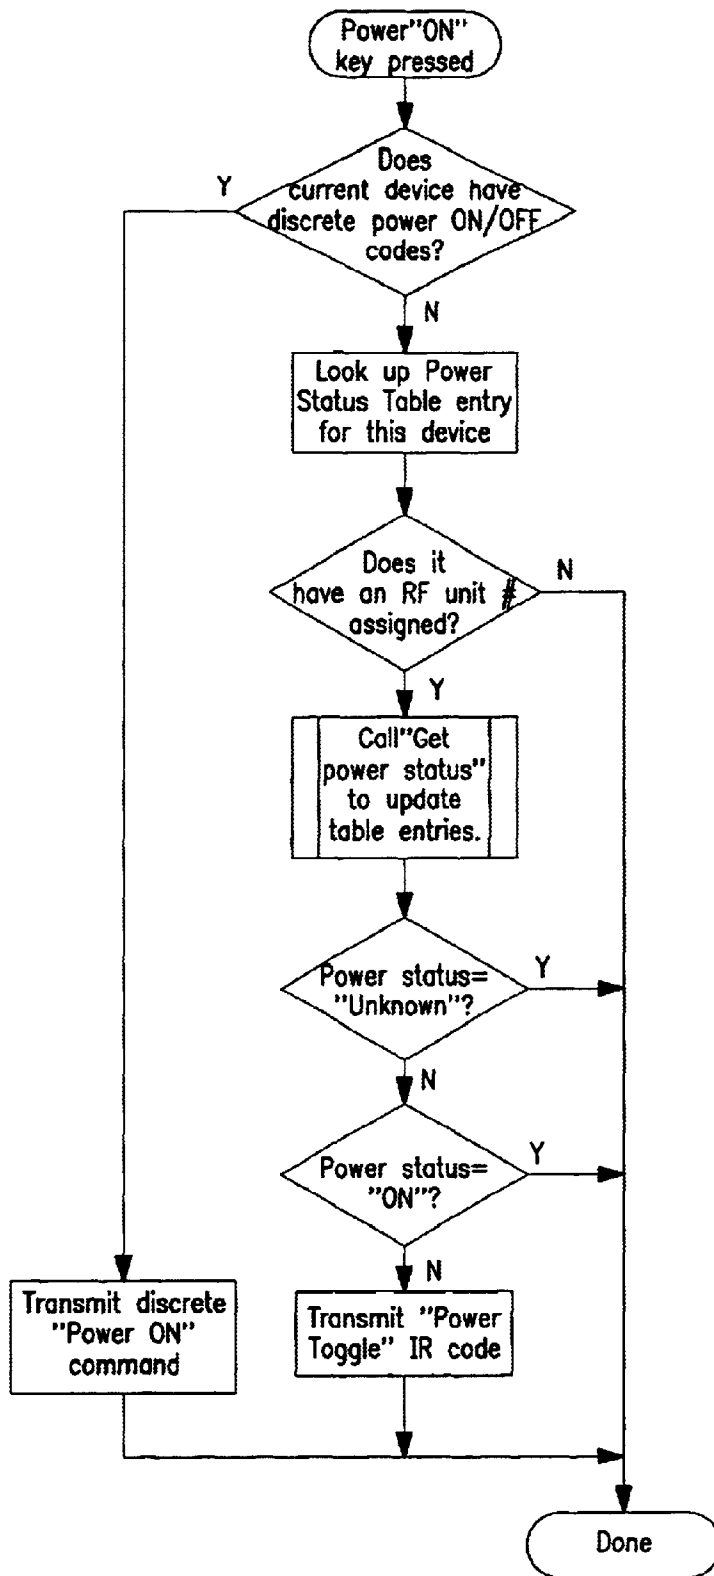 Power"ON"
key pressed
Does
current device have
discrete power ON/OFF
codes?
Y
N
Look up Power
Status Table entry
for this device
Does it
have an RF unit #
assigned?
N
Y
Call"Get
power status"
to update
table entries.
Power status=
"Unknown"?
Y
N
Power status=
"ON"?
Y
N
Transmit discrete
"Power ON"
command
Transmit "Power
Toggle" IR code
Done